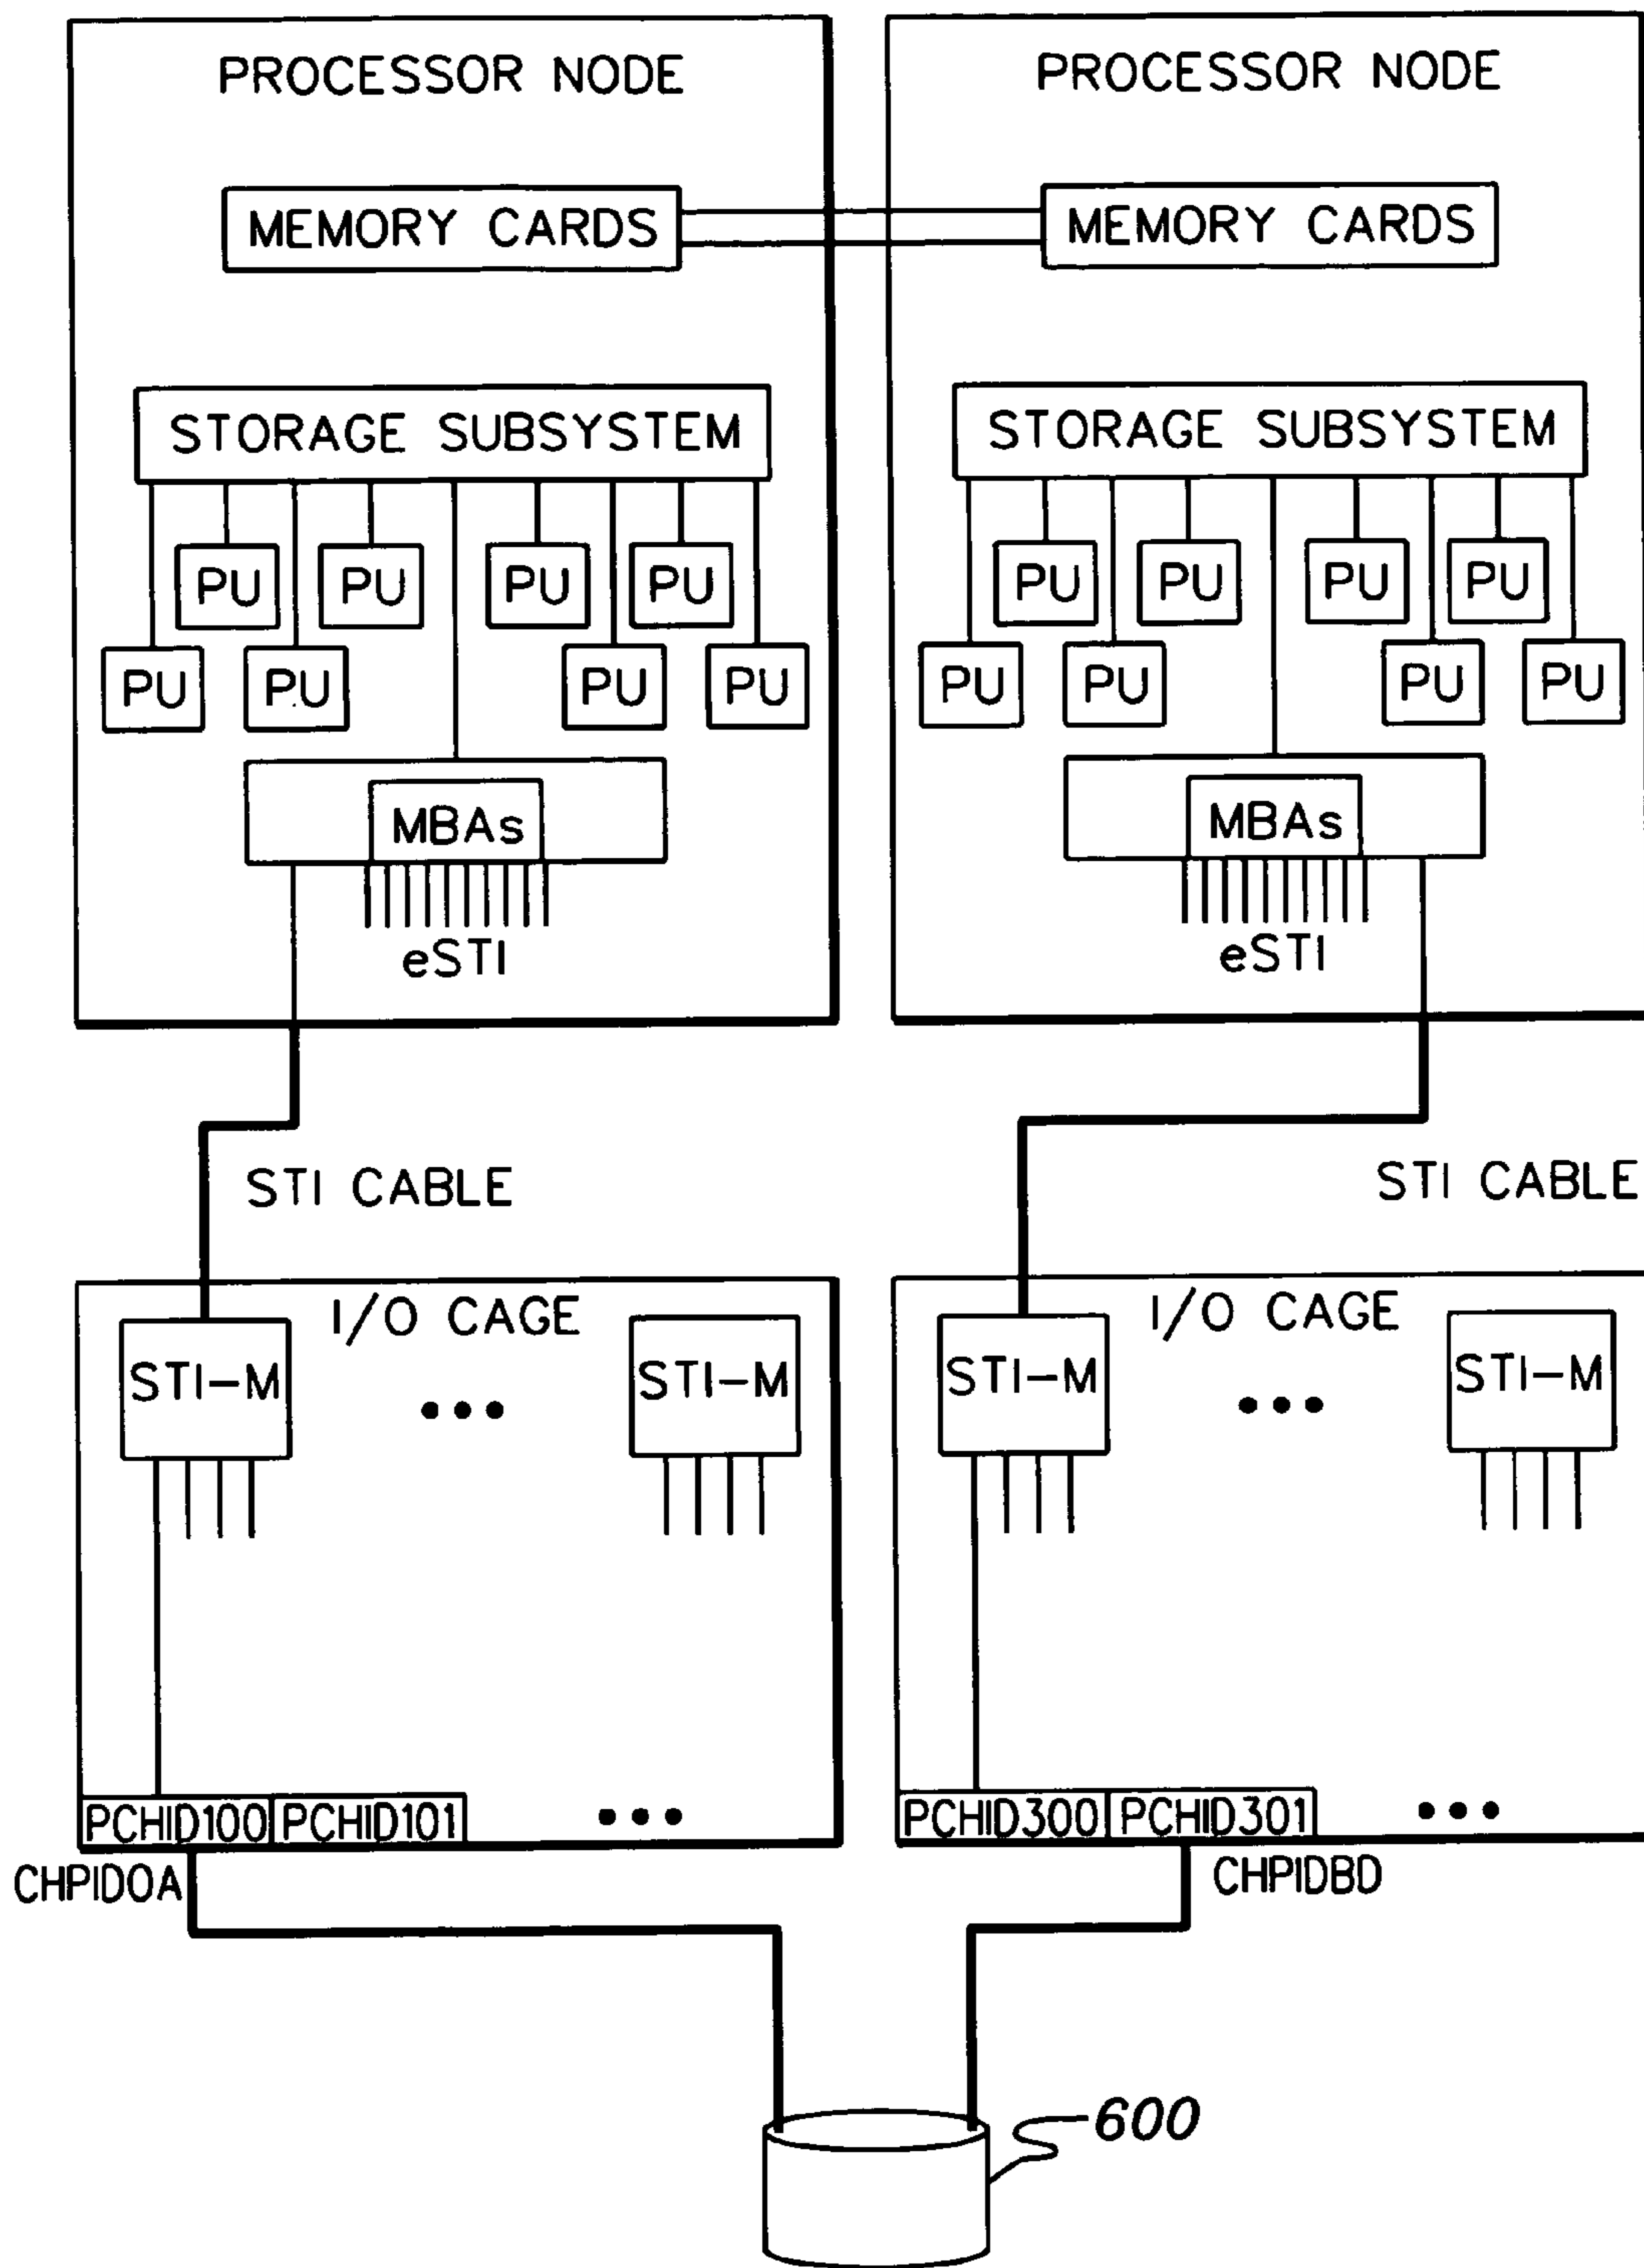 PROCESSOR NODE
MEMORY CARDS
STORAGE SUBSYSTEM
PU PU PU PU
PU PU PU PU
MBAs
eSTI
STI CABLE
I/O CAGE
STI-M STI-M
PCHID100 PCHID101
CHPID0A
PROCESSOR NODE
MEMORY CARDS
STORAGE SUBSYSTEM
PU PU PU PU
PU PU PU PU
MBAs
eSTI
STI CABLE
I/O CAGE
STI-M STI-M
PCHID300 PCHID301
CHPIDBD
600